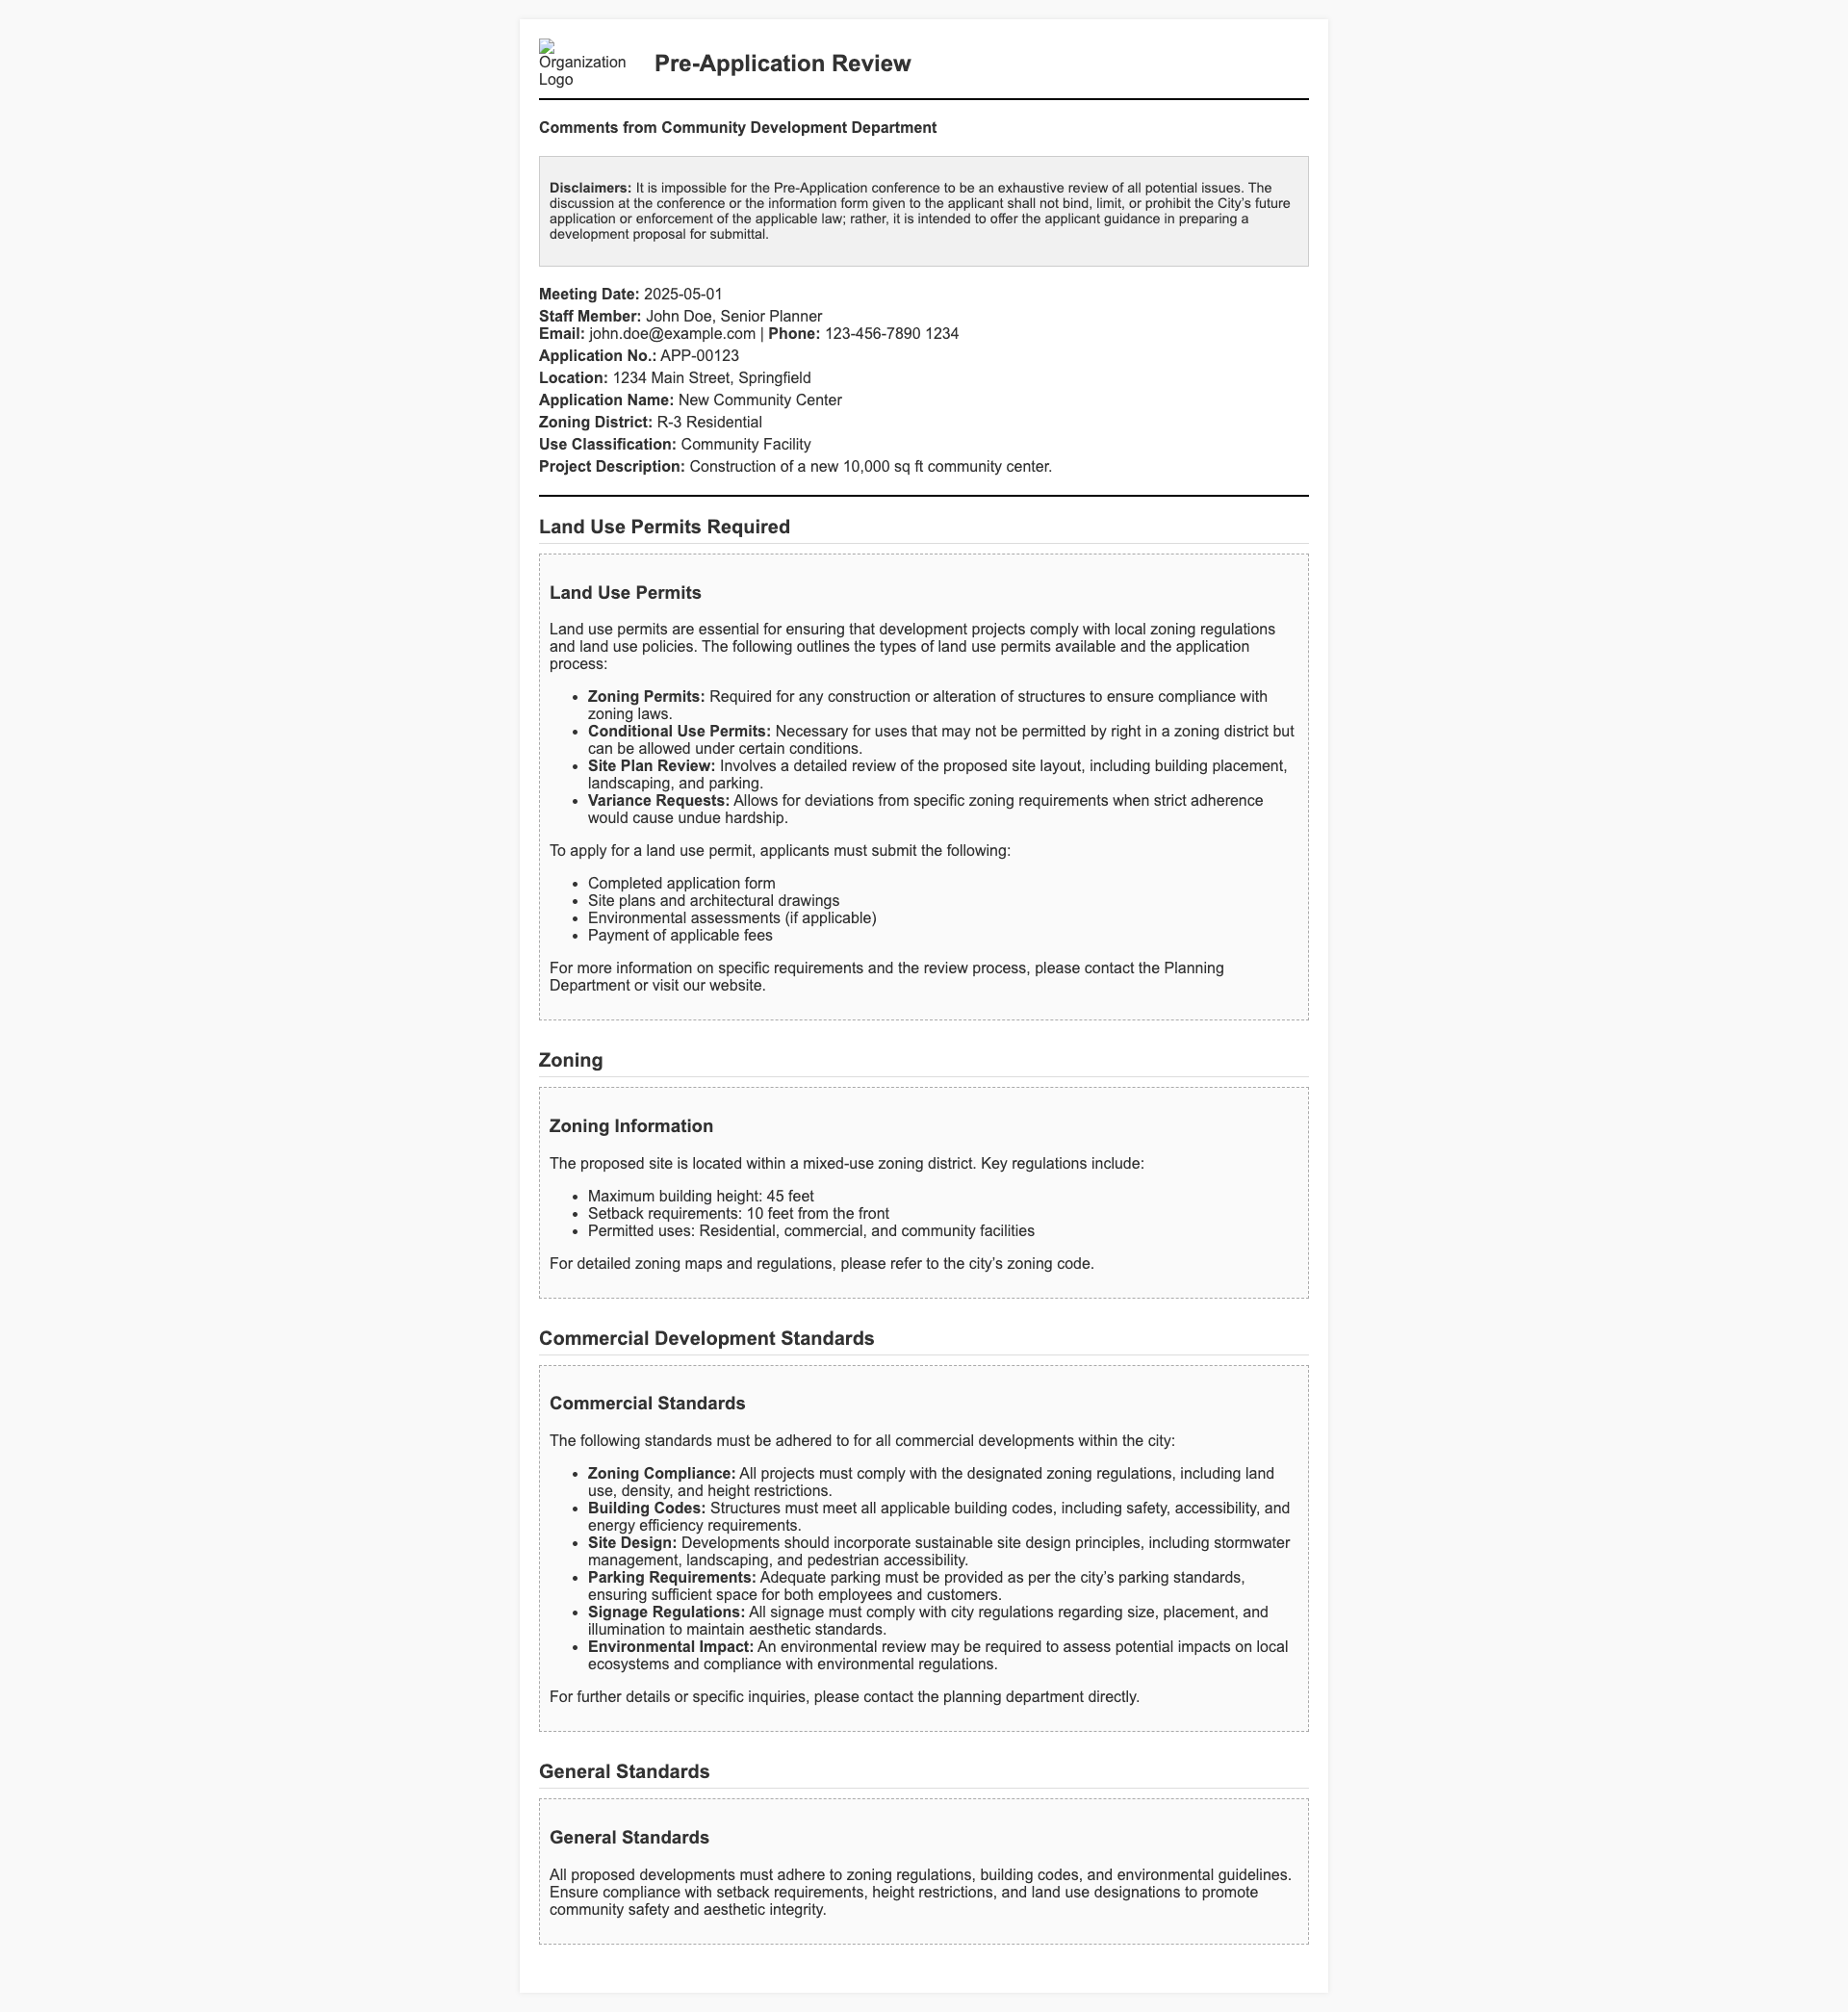 Organization
Logo
Pre-Application Review
Comments from Community Development Department
Disclaimers: It is impossible for the Pre-Application conference to be an exhaustive review of all potential issues. The
discussion at the conference or the information form given to the applicant shall not bind, limit, or prohibit the City's future
application or enforcement of the applicable law; rather, it is intended to offer the applicant guidance in preparing a
development proposal for submittal.
Meeting Date: 2025-05-01
Staff Member: John Doe, Senior Planner
Email: john.doe@example.com | Phone: 123-456-7890 1234
Application No.: APP-00123
Location: 1234 Main Street, Springfield
Application Name: New Community Center
Zoning District: R-3 Residential
Use Classification: Community Facility
Project Description: Construction of a new 10,000 sq ft community center.
Land Use Permits Required
Land Use Permits
Land use permits are essential for ensuring that development projects comply with local zoning regulations
and land use policies. The following outlines the types of land use permits available and the application
process:
• Zoning Permits: Required for any construction or alteration of structures to ensure compliance with
zoning laws.
• Conditional Use Permits: Necessary for uses that may not be permitted by right in a zoning district but
can be allowed under certain conditions.
• Site Plan Review: Involves a detailed review of the proposed site layout, including building placement,
landscaping, and parking.
• Variance Requests: Allows for deviations from specific zoning requirements when strict adherence
would cause undue hardship.
To apply for a land use permit, applicants must submit the following:
• Completed application form
• Site plans and architectural drawings
• Environmental assessments (if applicable)
• Payment of applicable fees
For more information on specific requirements and the review process, please contact the Planning
Department or visit our website.
Zoning
Zoning Information
The proposed site is located within a mixed-use zoning district. Key regulations include:
• Maximum building height: 45 feet
• Setback requirements: 10 feet from the front
• Permitted uses: Residential, commercial, and community facilities
For detailed zoning maps and regulations, please refer to the city's zoning code.
Commercial Development Standards
Commercial Standards
The following standards must be adhered to for all commercial developments within the city:
• Zoning Compliance: All projects must comply with the designated zoning regulations, including land
use, density, and height restrictions.
• Building Codes: Structures must meet all applicable building codes, including safety, accessibility, and
energy efficiency requirements.
• Site Design: Developments should incorporate sustainable site design principles, including stormwater
management, landscaping, and pedestrian accessibility.
• Parking Requirements: Adequate parking must be provided as per the city's parking standards,
ensuring sufficient space for both employees and customers.
• Signage Regulations: All signage must comply with city regulations regarding size, placement, and
illumination to maintain aesthetic standards.
• Environmental Impact: An environmental review may be required to assess potential impacts on local
ecosystems and compliance with environmental regulations.
For further details or specific inquiries, please contact the planning department directly.
General Standards
General Standards
All proposed developments must adhere to zoning regulations, building codes, and environmental guidelines.
Ensure compliance with setback requirements, height restrictions, and land use designations to promote
community safety and aesthetic integrity.